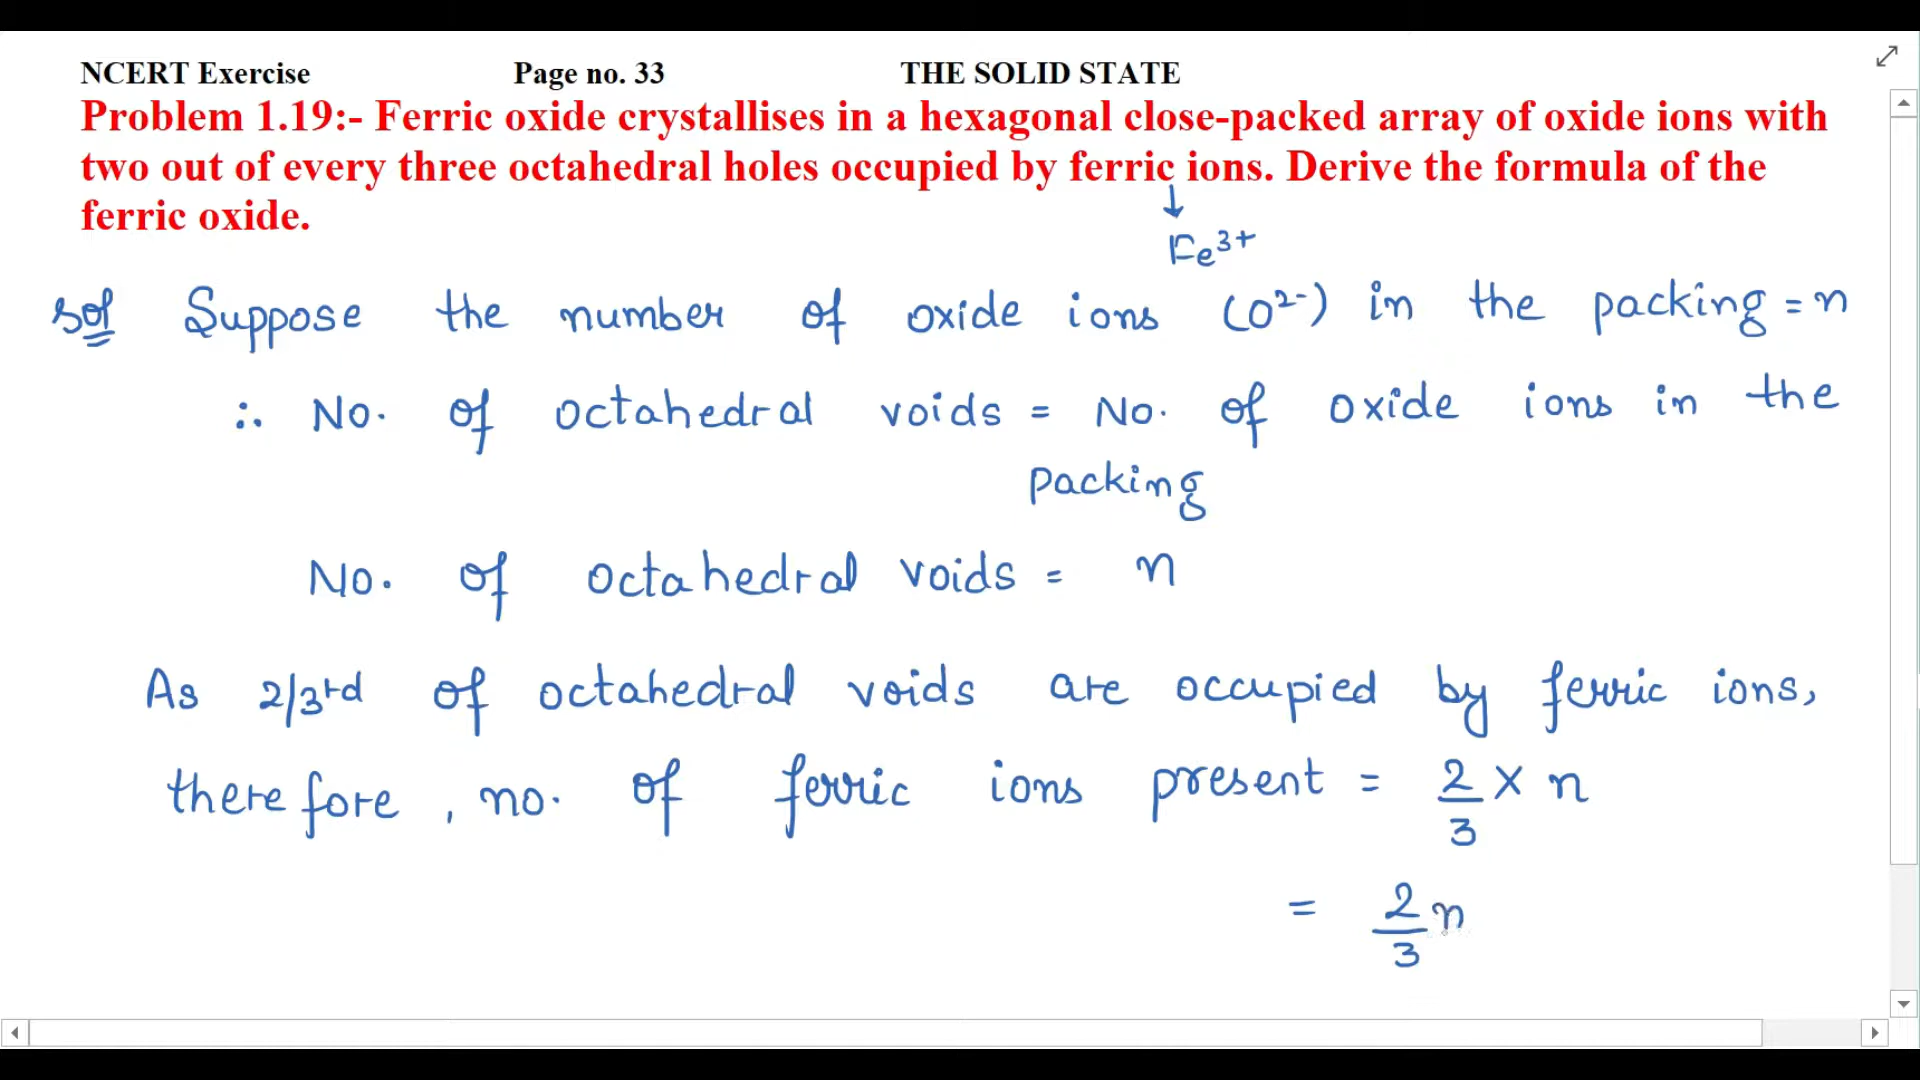 NCERT Exercise Page no. 33 THE SOLID STATE
Problem 1.19:- Ferric oxide crystallises in a hexagonal close-packed array of oxide ions with
two out of every three octahedral holes occupied by ferric ions. Derive the formula of the
ferric oxide.
↓
Fe³⁺
Sol Suppose the number of oxide ions (O²⁻) in the packing = n
∴ No. of octahedral voids = No. of oxide ions in the
packing
No. of octahedral voids = n
As 2/3rd of octahedral voids are occupied by ferric ions,
therefore, no. of ferric ions present = 2/3 × n
= 2/3 n